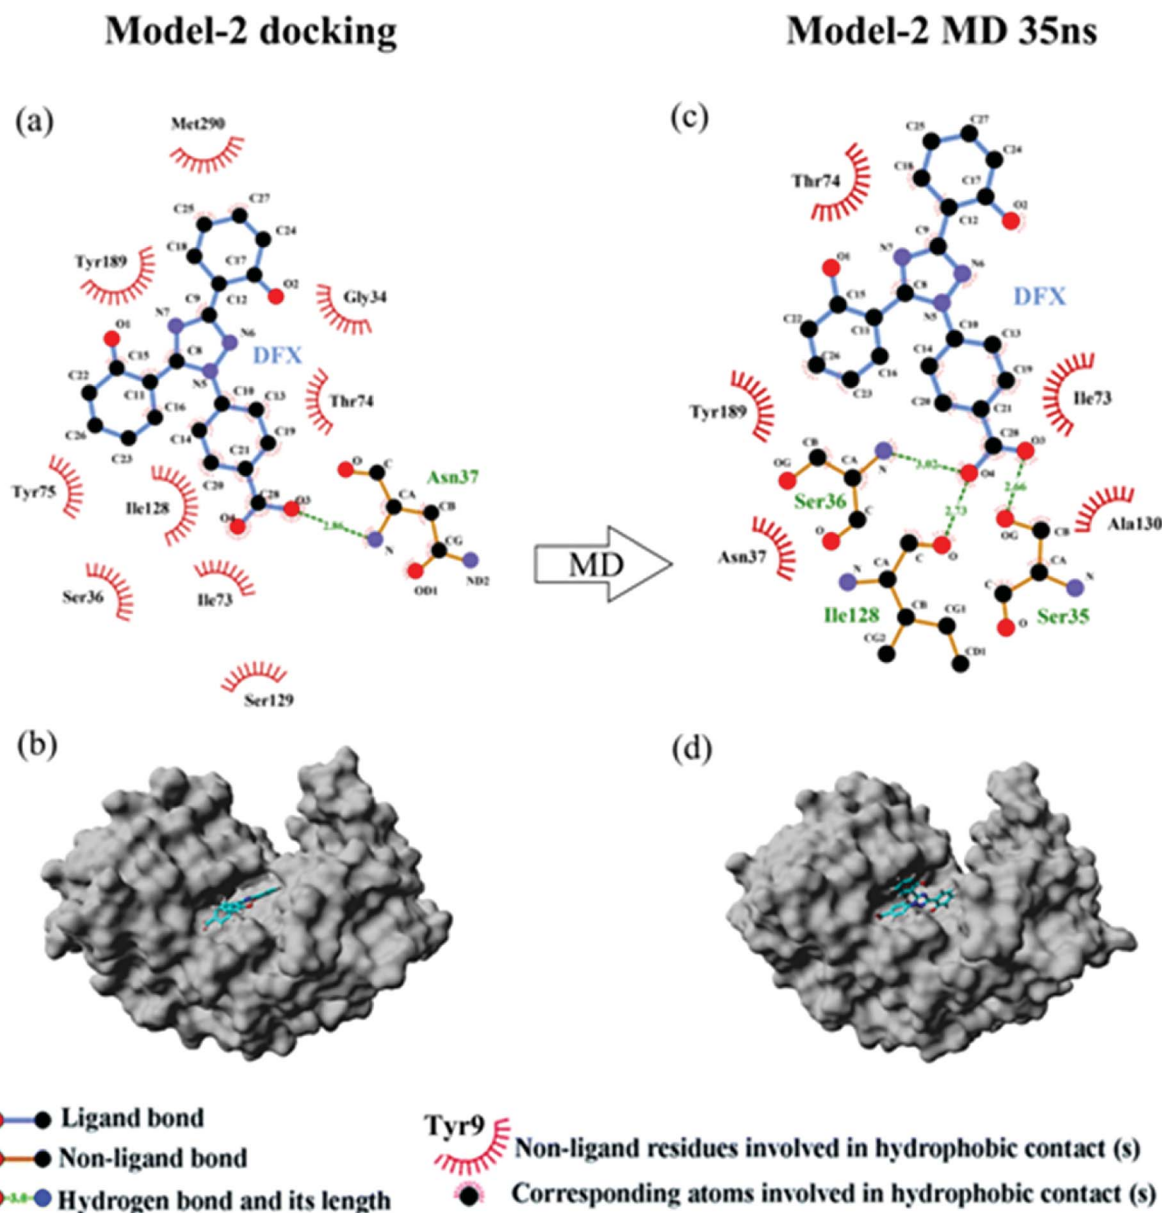 Model-2 docking
Model-2 MD 35ns
(a)
Met290
C27
C25
C24
C18
C17
Tyr189
O2
C9
C12
Gly34
N7
O1
N6
C15
C8
DFX
C22
N5
C11
C10
C13
C16
Thr74
C14
C19
C26
C23
C21
O
C
Asn37
C20
Tyr75
Ile128
C28
O3
CA
CB
O4
2.86
N
CG
OD1
ND2
Ser36
Ile73
Ser129
MD
(c)
C27
C25
C24
C18
Thr74
C17
O2
C12
C9
N7
O1
N6
C8
DFX
C15
N5
C22
C11
C10
C13
C14
C26
C16
C19
C23
Ile73
C20
C21
Tyr189
CB
C28
O3
CA
N
3.02
O4
OG
2.66
Ser36
2.73
C
OG
CB
Ala130
O
Asn37
O
CA
C
CA
N
C
N
CB
CG1
O
Ser35
Ile128
CG2
CD1
(b)
(d)
Ligand bond
Non-ligand bond
3.0
Hydrogen bond and its length
Tyr9
Non-ligand residues involved in hydrophobic contact (s)
Corresponding atoms involved in hydrophobic contact (s)